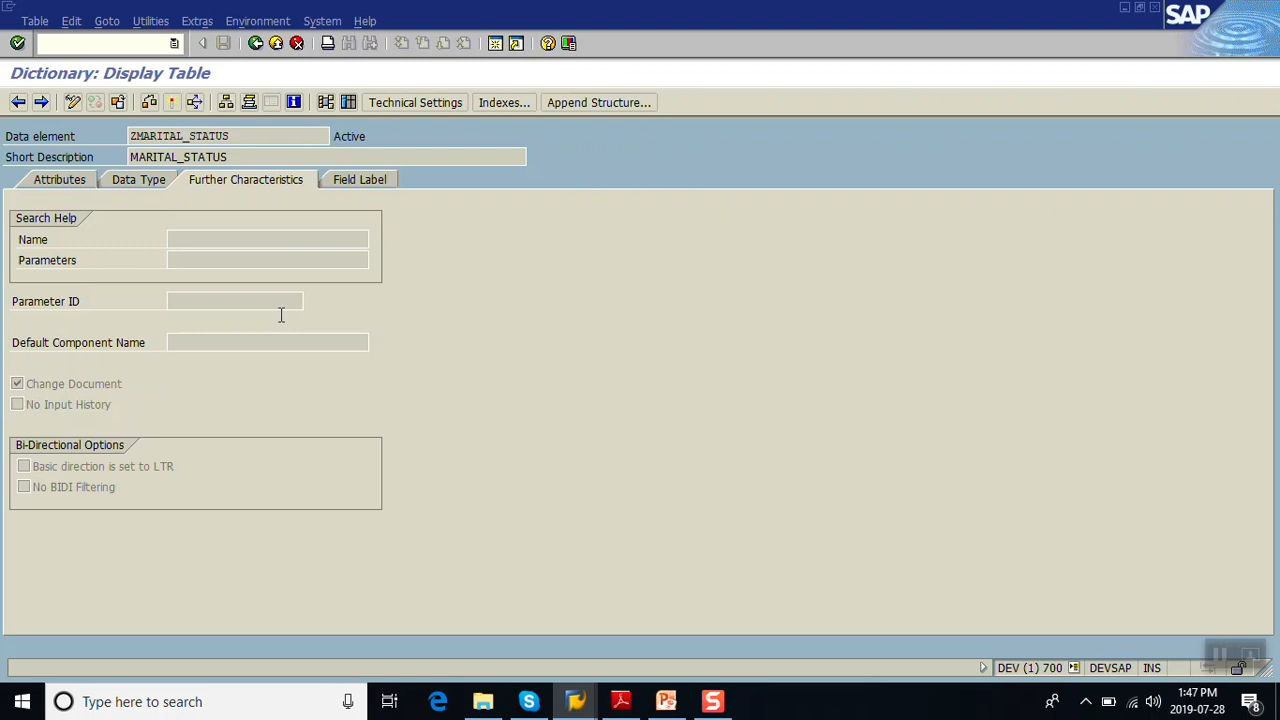 Table Edit Goto Utilities Extras Environment System Help
SAP
Dictionary: Display Table
Technical Settings Indexes... Append Structure...
Data element ZMARITAL_STATUS Active
Short Description MARITAL_STATUS
Attributes Data Type Further Characteristics Field Label
Search Help
Name
Parameters
Parameter ID
Default Component Name
Change Document
No Input History
Bi-Directional Options
Basic direction is set to LTR
No BIDI Filtering
DEV (1) 700 DEVSAP INS
Type here to search
1:47 PM
2019-07-28
8